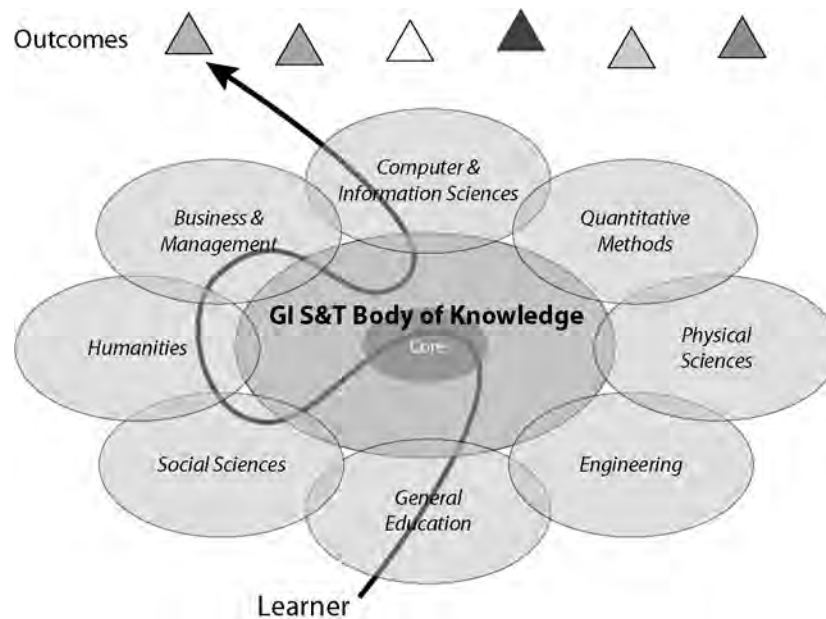 Outcomes
Computer &
Information Sciences
Business &
Management
Quantitative
Methods
GI S&T Body of Knowledge
Core
Humanities
Physical
Sciences
Social Sciences
Engineering
General
Education
Learner